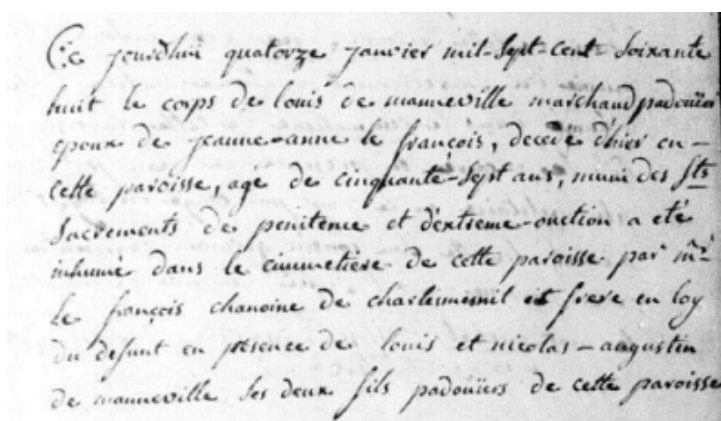 Ce jourdhui quatorze janvier mil-sept-cent-soixante
huit le corps de louis de manneville marchand padoüer
epoux de jeanne-anne le françois, decedé d'hier en-
cette paroisse, agé de cinquante-sept ans, muni des sts
sacrements de penitence et d'extreme-onction a eté
inhumé dans le cimmetiere de cette paroisse par mr
le françois chanoine de charlesmesnil et frere en loy
du defunt en presence de louis et nicolas-augustin
de manneville ses deux fils padoüers de cette paroisse